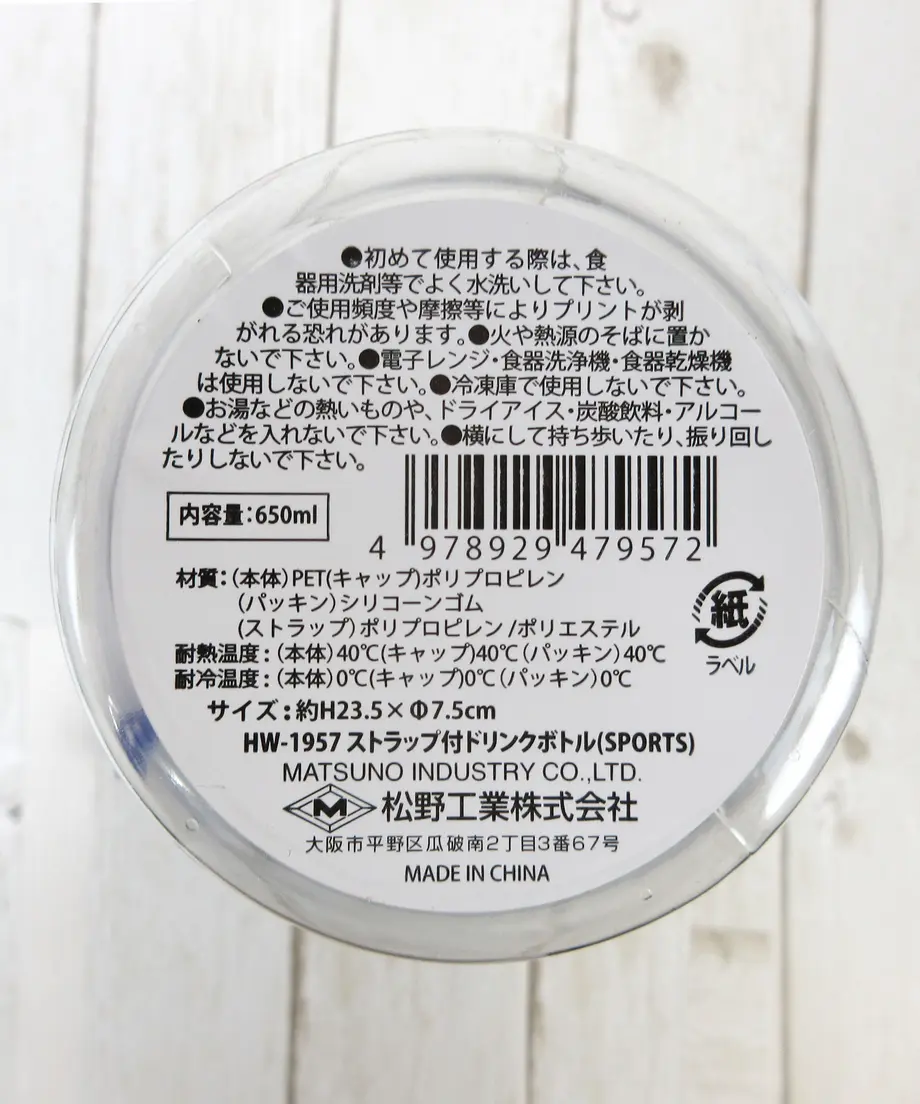 ●初めて使用する際は、食
器用洗剤等でよく水洗いして下さい。
●ご使用頻度や摩擦等によりプリントが剥
がれる恐れがあります。●火や熱源のそばに置か
ないで下さい。●電子レンジ・食器洗浄機・食器乾燥機
は使用しないで下さい。●冷凍庫で使用しないで下さい。
●お湯などの熱いものや、ドライアイス・炭酸飲料・アルコー
ルなどを入れないで下さい。●横にして持ち歩いたり、振り回し
たりしないで下さい。
内容量:650ml
4 978929 479572
材質:(本体)PET(キャップ)ポリプロピレン
(パッキン)シリコーンゴム
(ストラップ)ポリプロピレン/ポリエステル
紙
ラベル
耐熱温度:(本体)40℃(キャップ)40℃(パッキン)40℃
耐冷温度:(本体)0℃(キャップ)0℃(パッキン)0℃
サイズ:約H23.5×Φ7.5cm
HW-1957 ストラップ付ドリンクボトル(SPORTS)
MATSUNO INDUSTRY CO.,LTD.
M 松野工業株式会社
大阪市平野区瓜破南2丁目3番67号
MADE IN CHINA